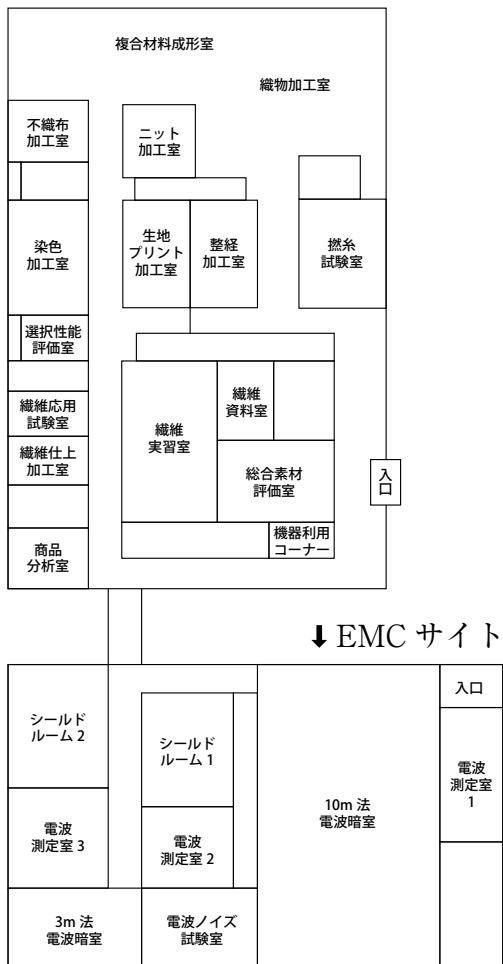 複合材料成形室
織物加工室
不織布
加工室
ニット
加工室
染色
加工室
生地
プリント
加工室
整経
加工室
撚糸
試験室
選択性能
評価室
繊維応用
試験室
繊維仕上
加工室
商品
分析室
繊維
実習室
繊維
資料室
総合素材
評価室
機器利用
コーナー
入口
⬇ EMC サイト
シールド
ルーム 2
シールド
ルーム 1
電波
測定室 3
電波
測定室 2
3m 法
電波暗室
電波ノイズ
試験室
10m 法
電波暗室
入口
電波
測定室
1